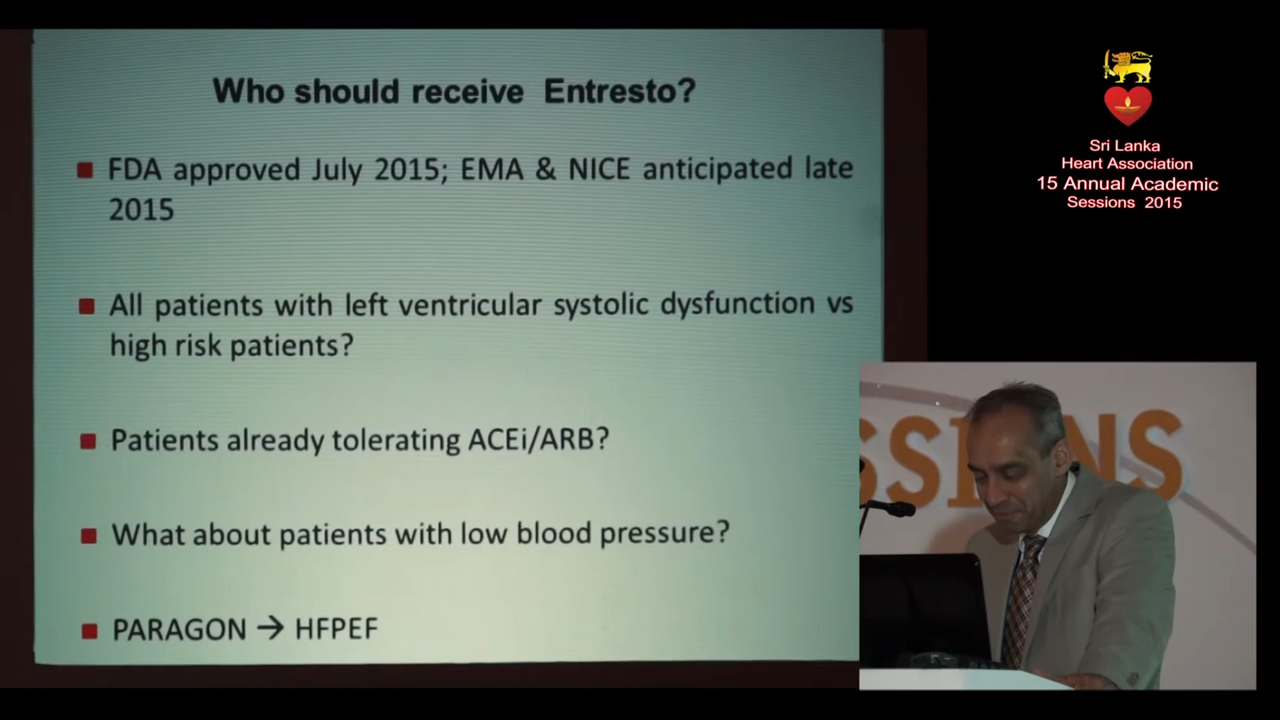 Who should receive Entresto?
FDA approved July 2015; EMA & NICE anticipated late
2015
All patients with left ventricular systolic dysfunction vs
high risk patients?
Patients already tolerating ACEi/ARB?
What about patients with low blood pressure?
PARAGON → HFPEF
Sri Lanka
Heart Association
15 Annual Academic
Sessions 2015
SSIONS